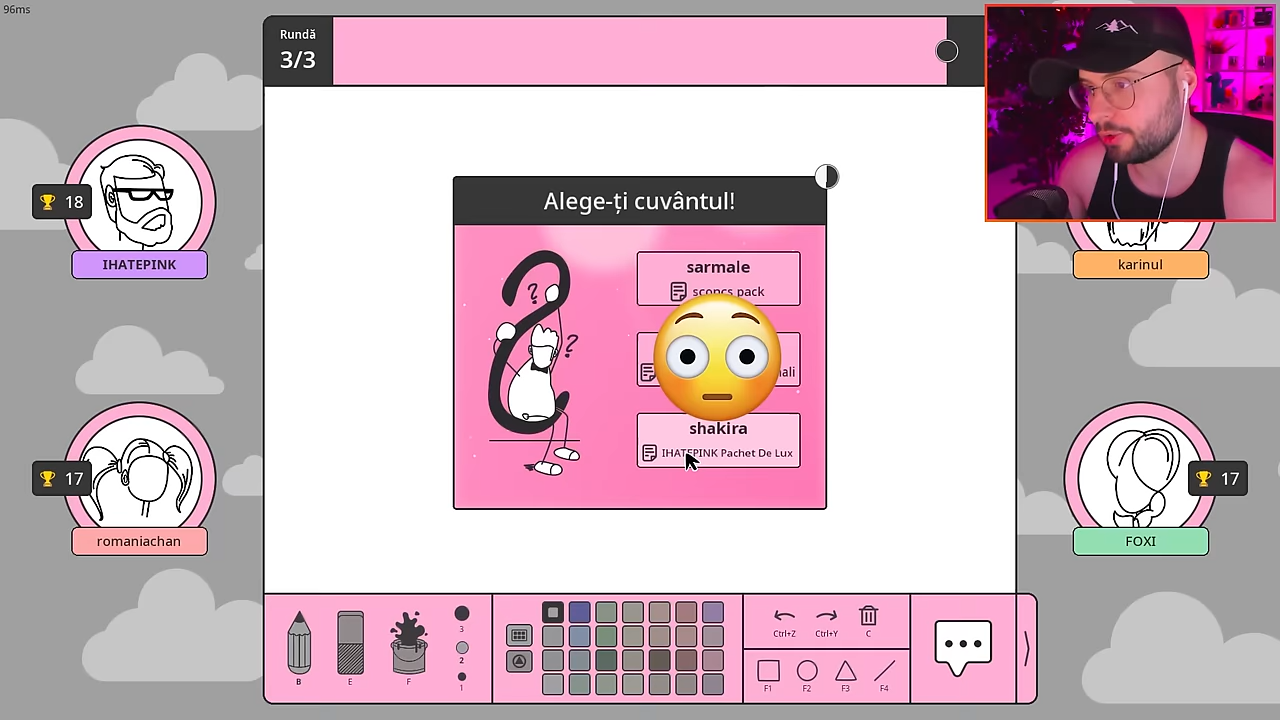 96ms
Rundă
3/3
Alege-ți cuvântul!
18
IHATEPINK
karinul
sarmale
sconcs pack
shakira
IHATEPINK Pachet De Lux
17
romaniachan
17
FOXI
B
E
F
3
2
1
Ctrl+Z
Ctrl+Y
C
F1
F2
F3
F4